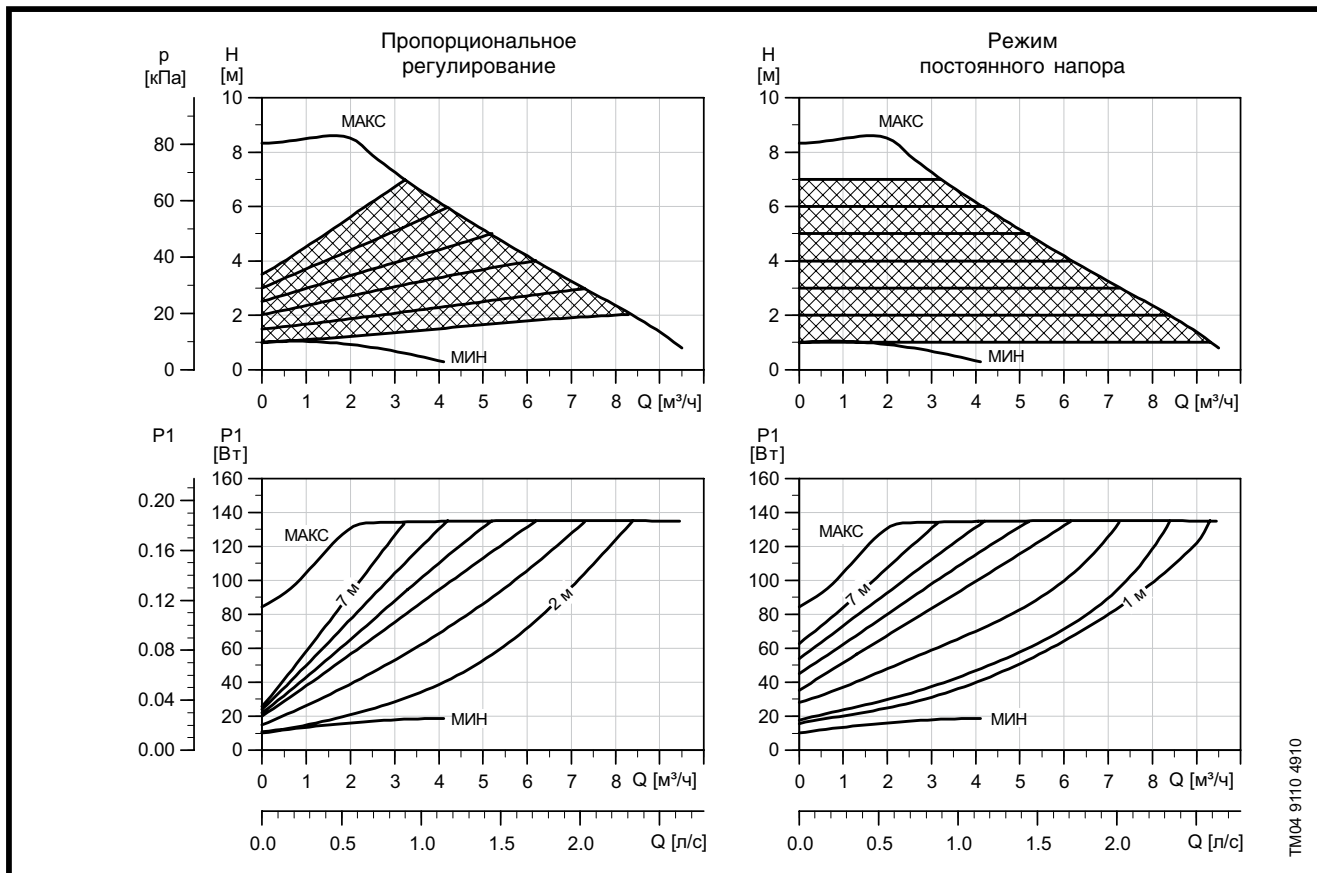 Пропорциональное
регулирование
Режим
постоянного напора
p
[кПа]
H
[м]
H
[м]
10
8
6
4
2
0
80
60
40
20
0
МАКС
МИН
0 1 2 3 4 5 6 7 8 Q [м³/ч]
10
8
6
4
2
0
МАКС
МИН
0 1 2 3 4 5 6 7 8 Q [м³/ч]
P1
P1
[Вт]
0.20
0.16
0.12
0.08
0.04
0.00
160
140
120
100
80
60
40
20
0
МАКС
7 м
2 м
МИН
0 1 2 3 4 5 6 7 8 Q [м³/ч]
0.0 0.5 1.0 1.5 2.0 Q [л/с]
P1
[Вт]
160
140
120
100
80
60
40
20
0
МАКС
7 м
1 м
МИН
0 1 2 3 4 5 6 7 8 Q [м³/ч]
0.0 0.5 1.0 1.5 2.0 Q [л/с]
TM04 9110 4910